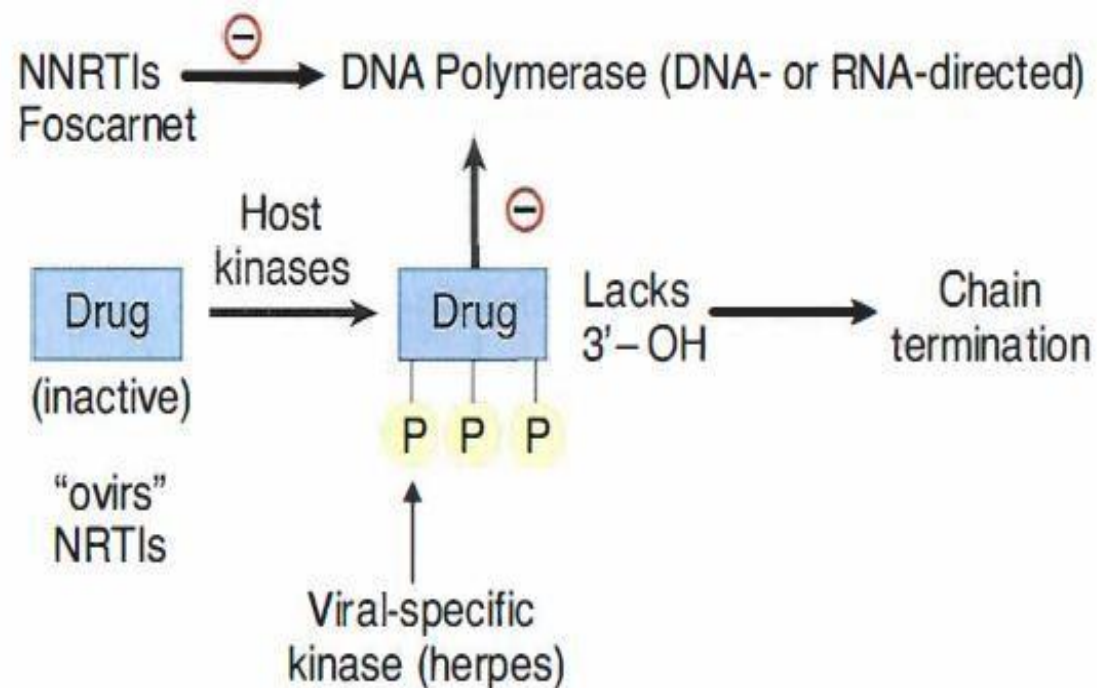 NNRTIs
Foscarnet
−
DNA Polymerase (DNA- or RNA-directed)
−
Host
kinases
Drug
(inactive)
"ovirs"
NRTIs
Drug
P P P
Lacks
3'–OH
Chain
termination
Viral-specific
kinase (herpes)